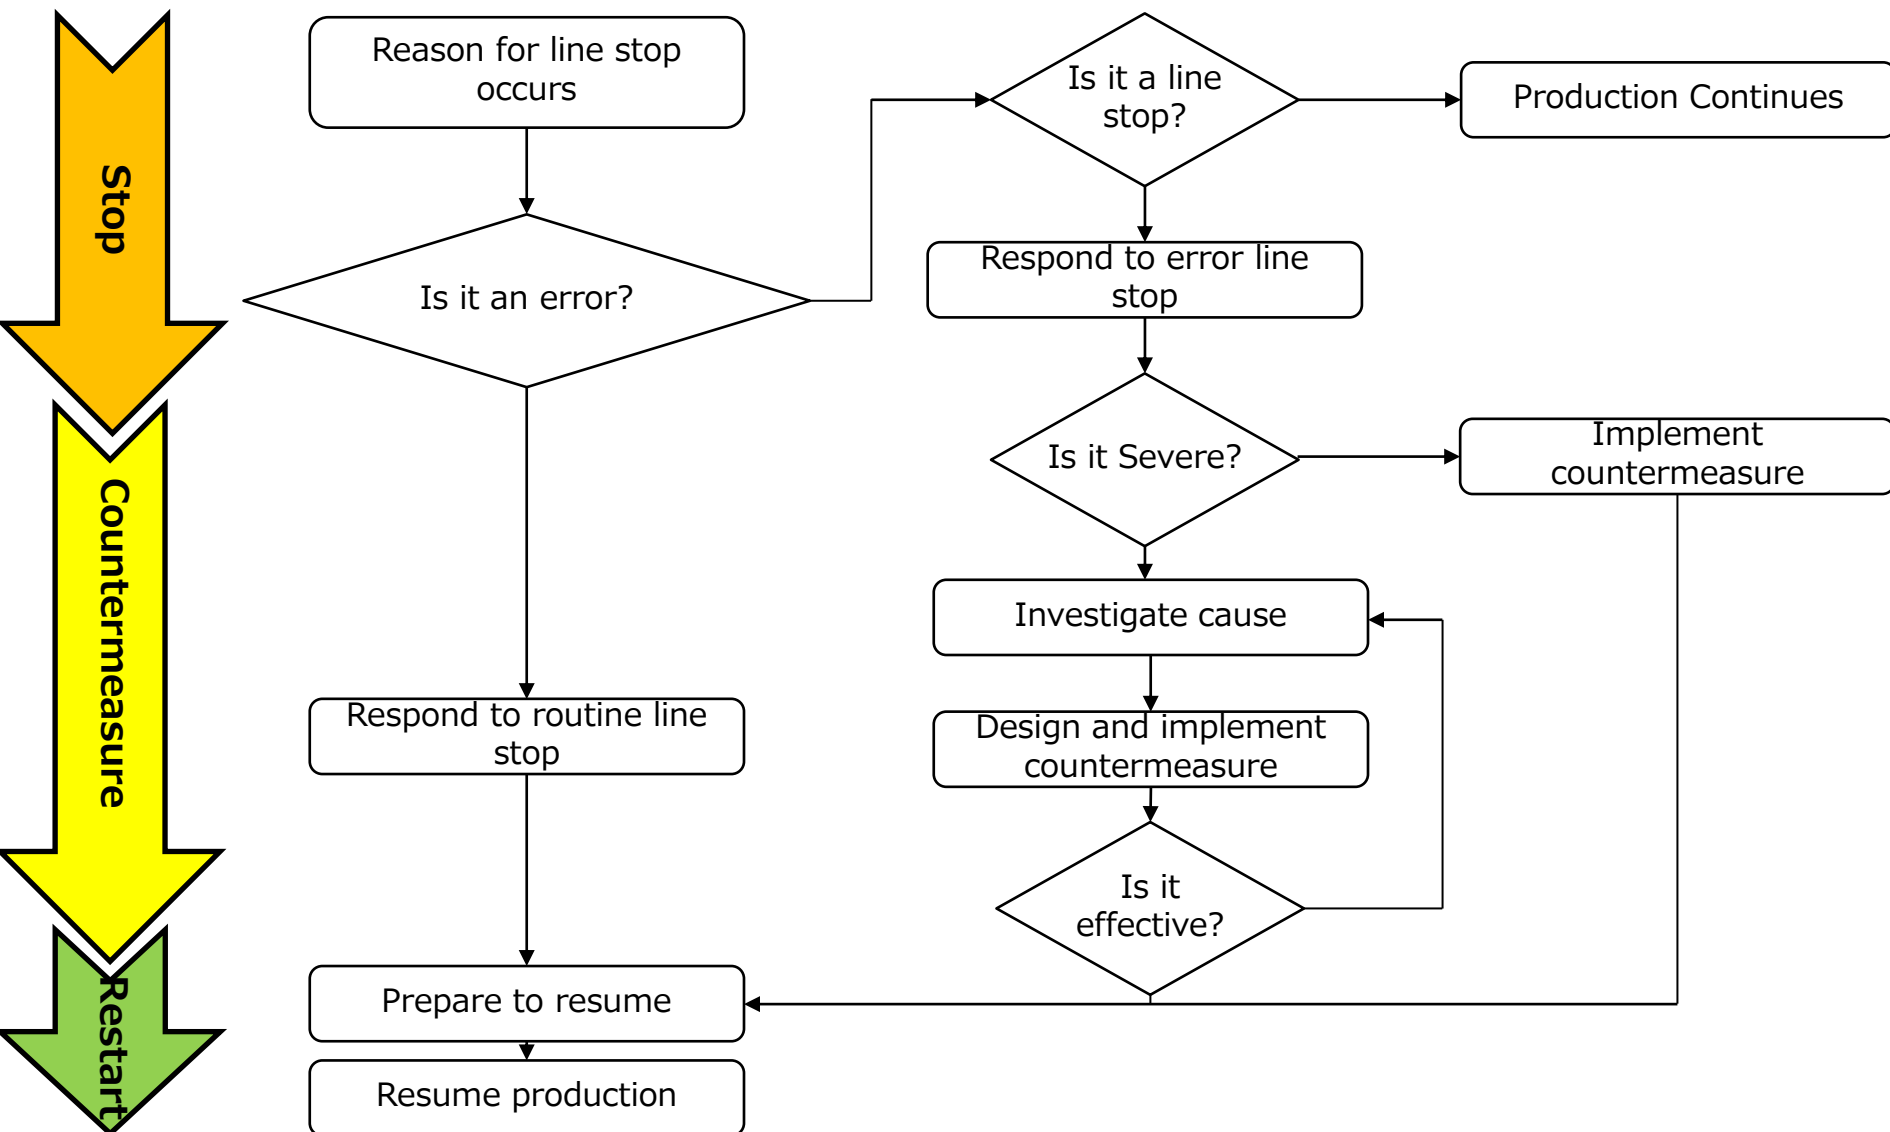 Stop
Countermeasure
Restart
Reason for line stop
occurs
Is it an error?
Respond to routine line
stop
Prepare to resume
Resume production
Is it a line
stop?
Production Continues
Respond to error line
stop
Is it Severe?
Implement
countermeasure
Investigate cause
Design and implement
countermeasure
Is it
effective?